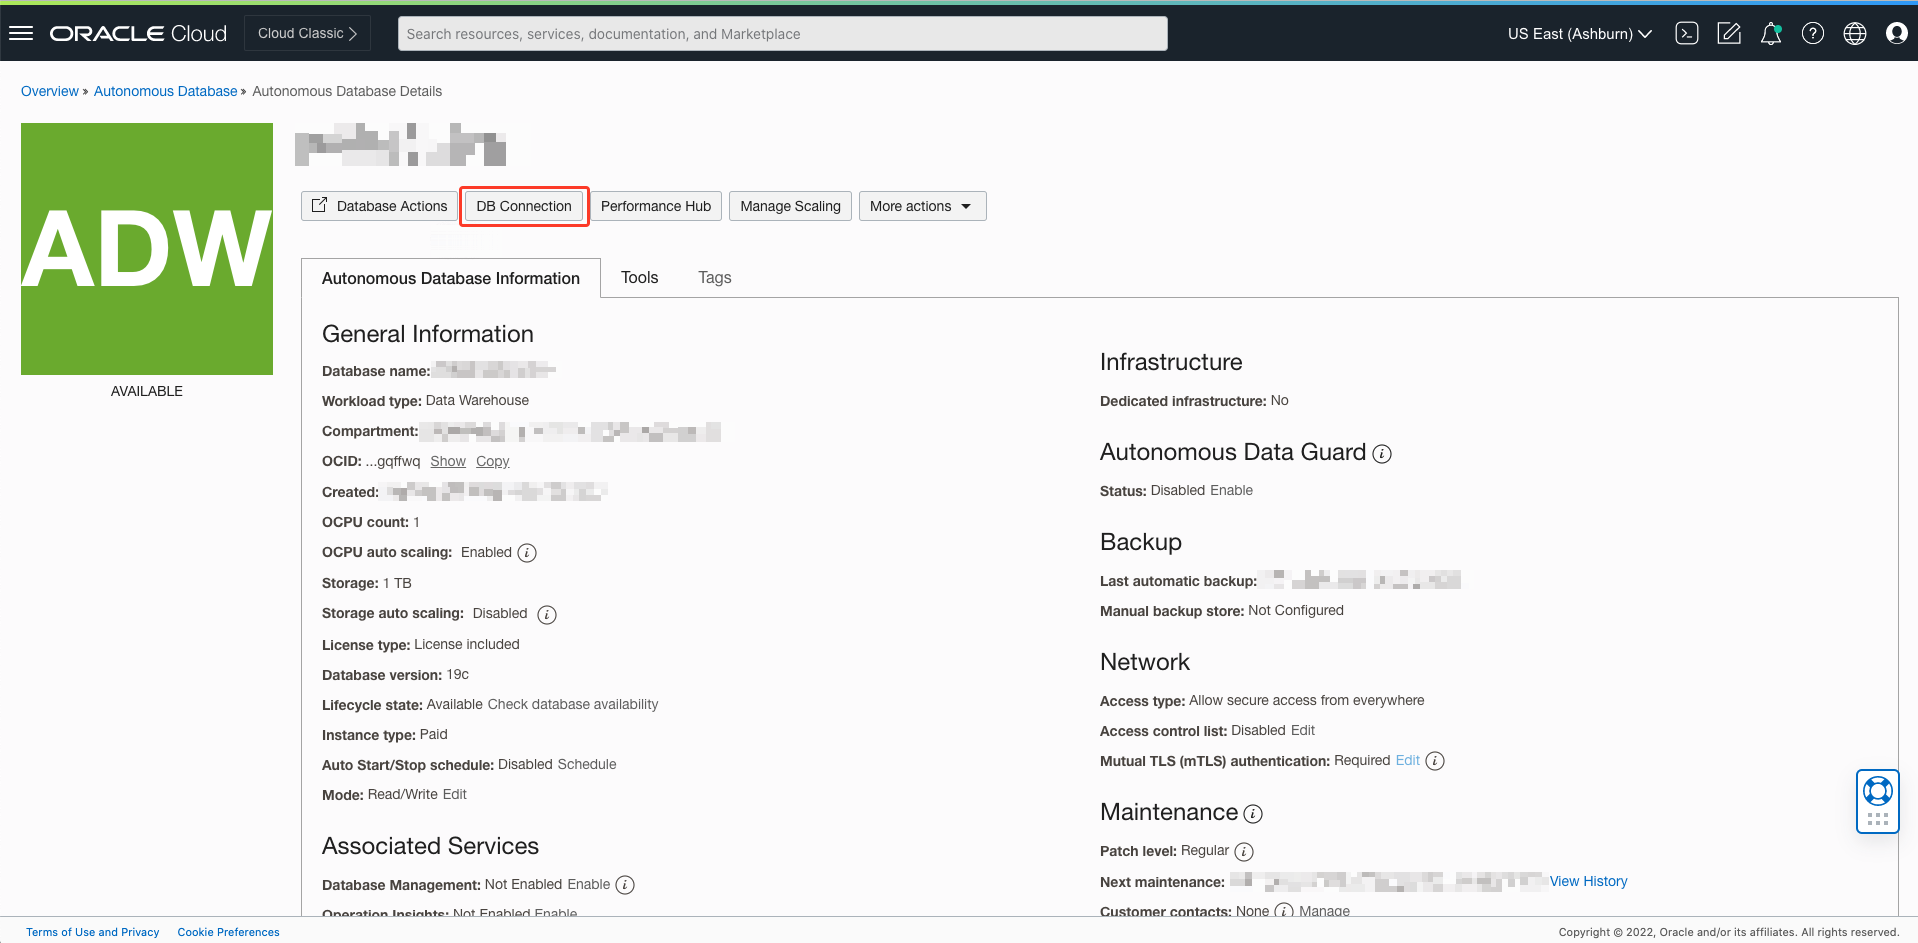 ORACLE Cloud
Cloud Classic
Search resources, services, documentation, and Marketplace
US East (Ashburn)
Overview » Autonomous Database » Autonomous Database Details
ADW
AVAILABLE
Database Actions
DB Connection
Performance Hub
Manage Scaling
More actions
Autonomous Database Information
Tools
Tags
General Information
Database name:
Workload type: Data Warehouse
Compartment:
OCID: ...gqffwq Show Copy
Created:
OCPU count: 1
OCPU auto scaling: Enabled
Storage: 1 TB
Storage auto scaling: Disabled
License type: License included
Database version: 19c
Lifecycle state: Available Check database availability
Instance type: Paid
Auto Start/Stop schedule: Disabled Schedule
Mode: Read/Write Edit
Associated Services
Database Management: Not Enabled Enable
Operation Insights: Not Enabled Enable
Infrastructure
Dedicated infrastructure: No
Autonomous Data Guard
Status: Disabled Enable
Backup
Last automatic backup:
Manual backup store: Not Configured
Network
Access type: Allow secure access from everywhere
Access control list: Disabled Edit
Mutual TLS (mTLS) authentication: Required Edit
Maintenance
Patch level: Regular
Next maintenance: View History
Customer contacts: None Manage
Terms of Use and Privacy
Cookie Preferences
Copyright © 2022, Oracle and/or its affiliates. All rights reserved.